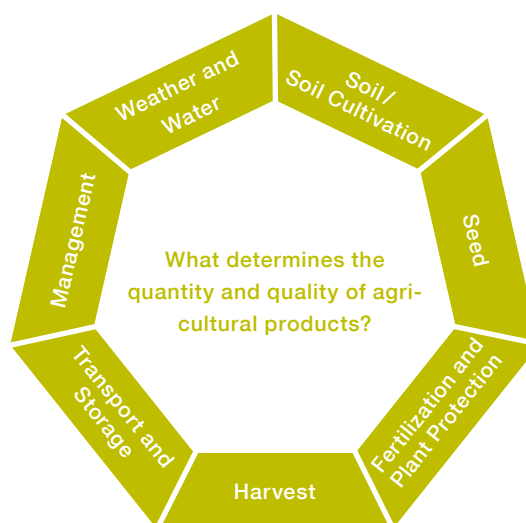 Weather and
Water
Soil/
Soil Cultivation
Seed
Fertilization and
Plant Protection
Harvest
Transport and
Storage
Management
What determines the
quantity and quality of agri-
cultural products?